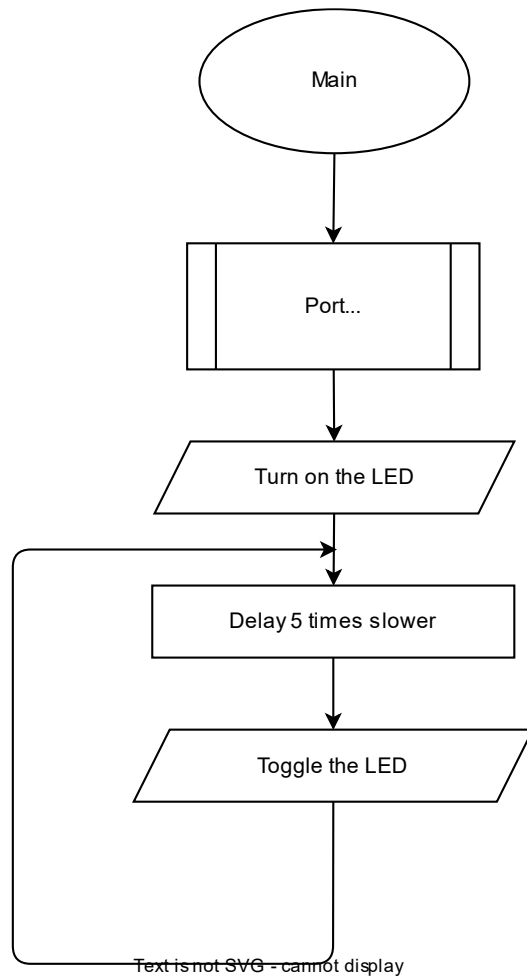 Main
Port...
Turn on the LED
Delay 5 times slower
Toggle the LED
Text is not SVG - cannot display